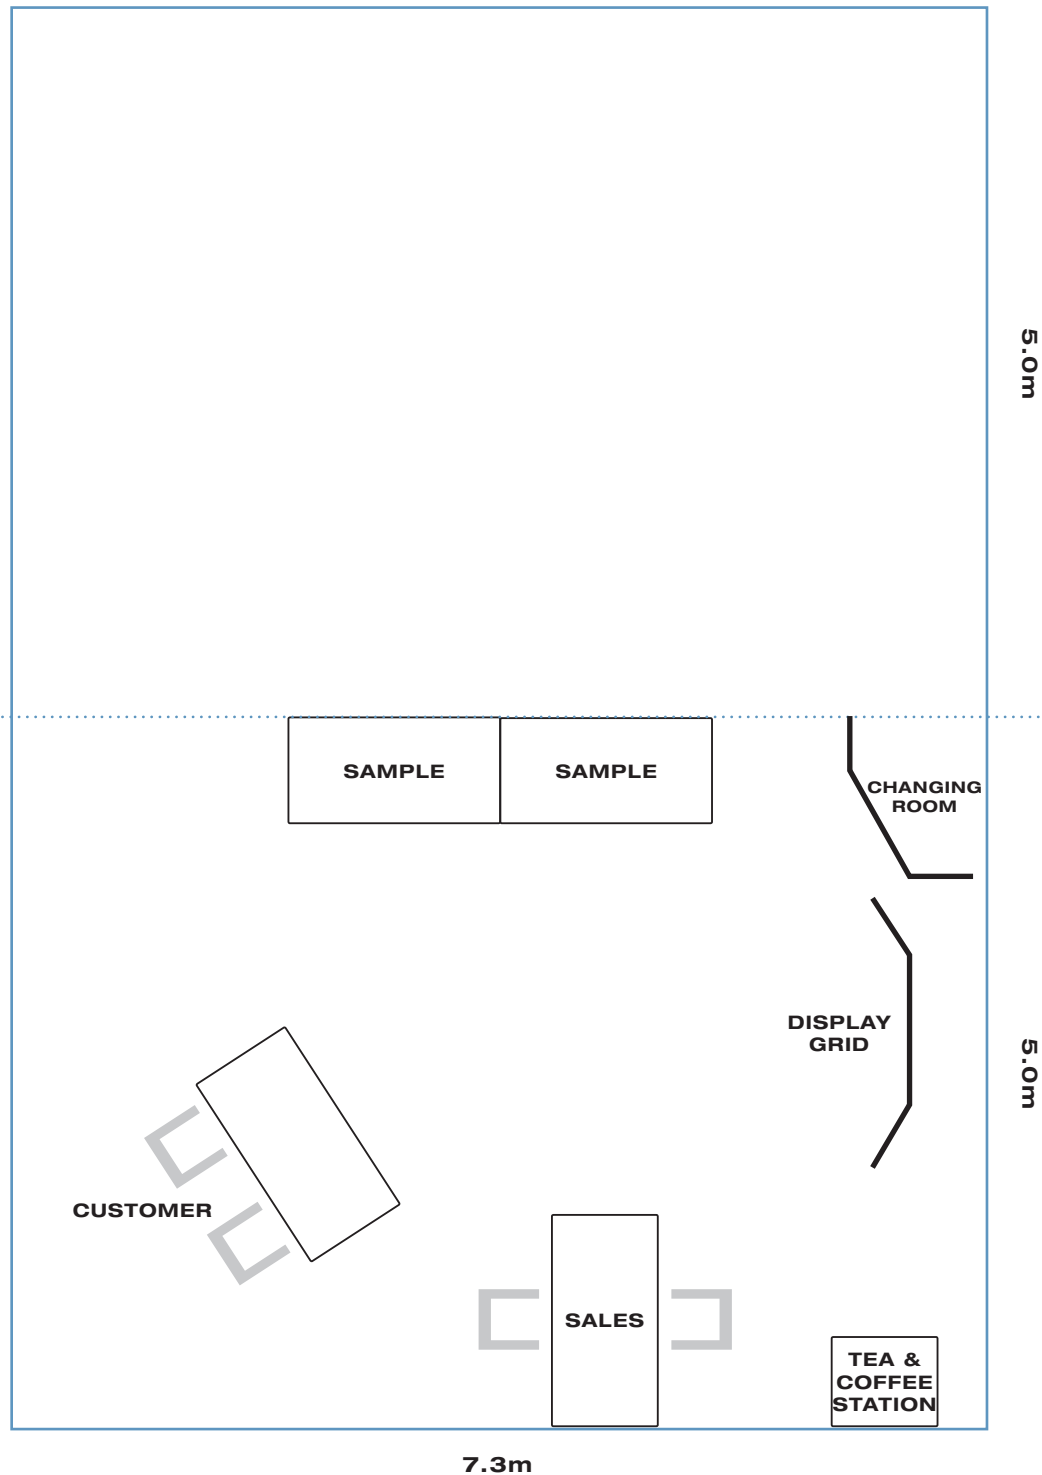 5.0m
SAMPLE
SAMPLE
CHANGING
ROOM
DISPLAY
GRID
5.0m
CUSTOMER
SALES
TEA &
COFFEE
STATION
7.3m